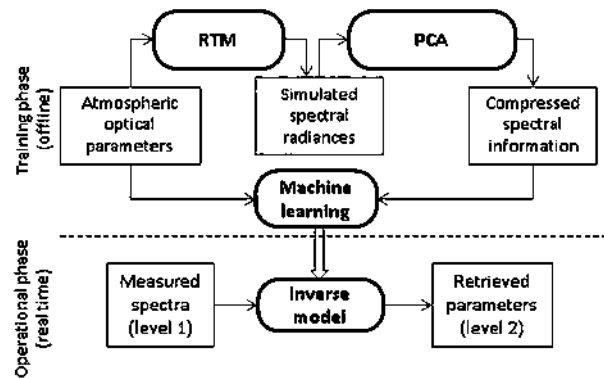 RTM
PCA
Training phase
(offline)
Atmospheric
optical
parameters
Simulated
spectral
radiances
Compressed
spectral
information
Machine
learning
Operational phase
(real time)
Measured
spectra
(level 1)
Inverse
model
Retrieved
parameters
(level 2)